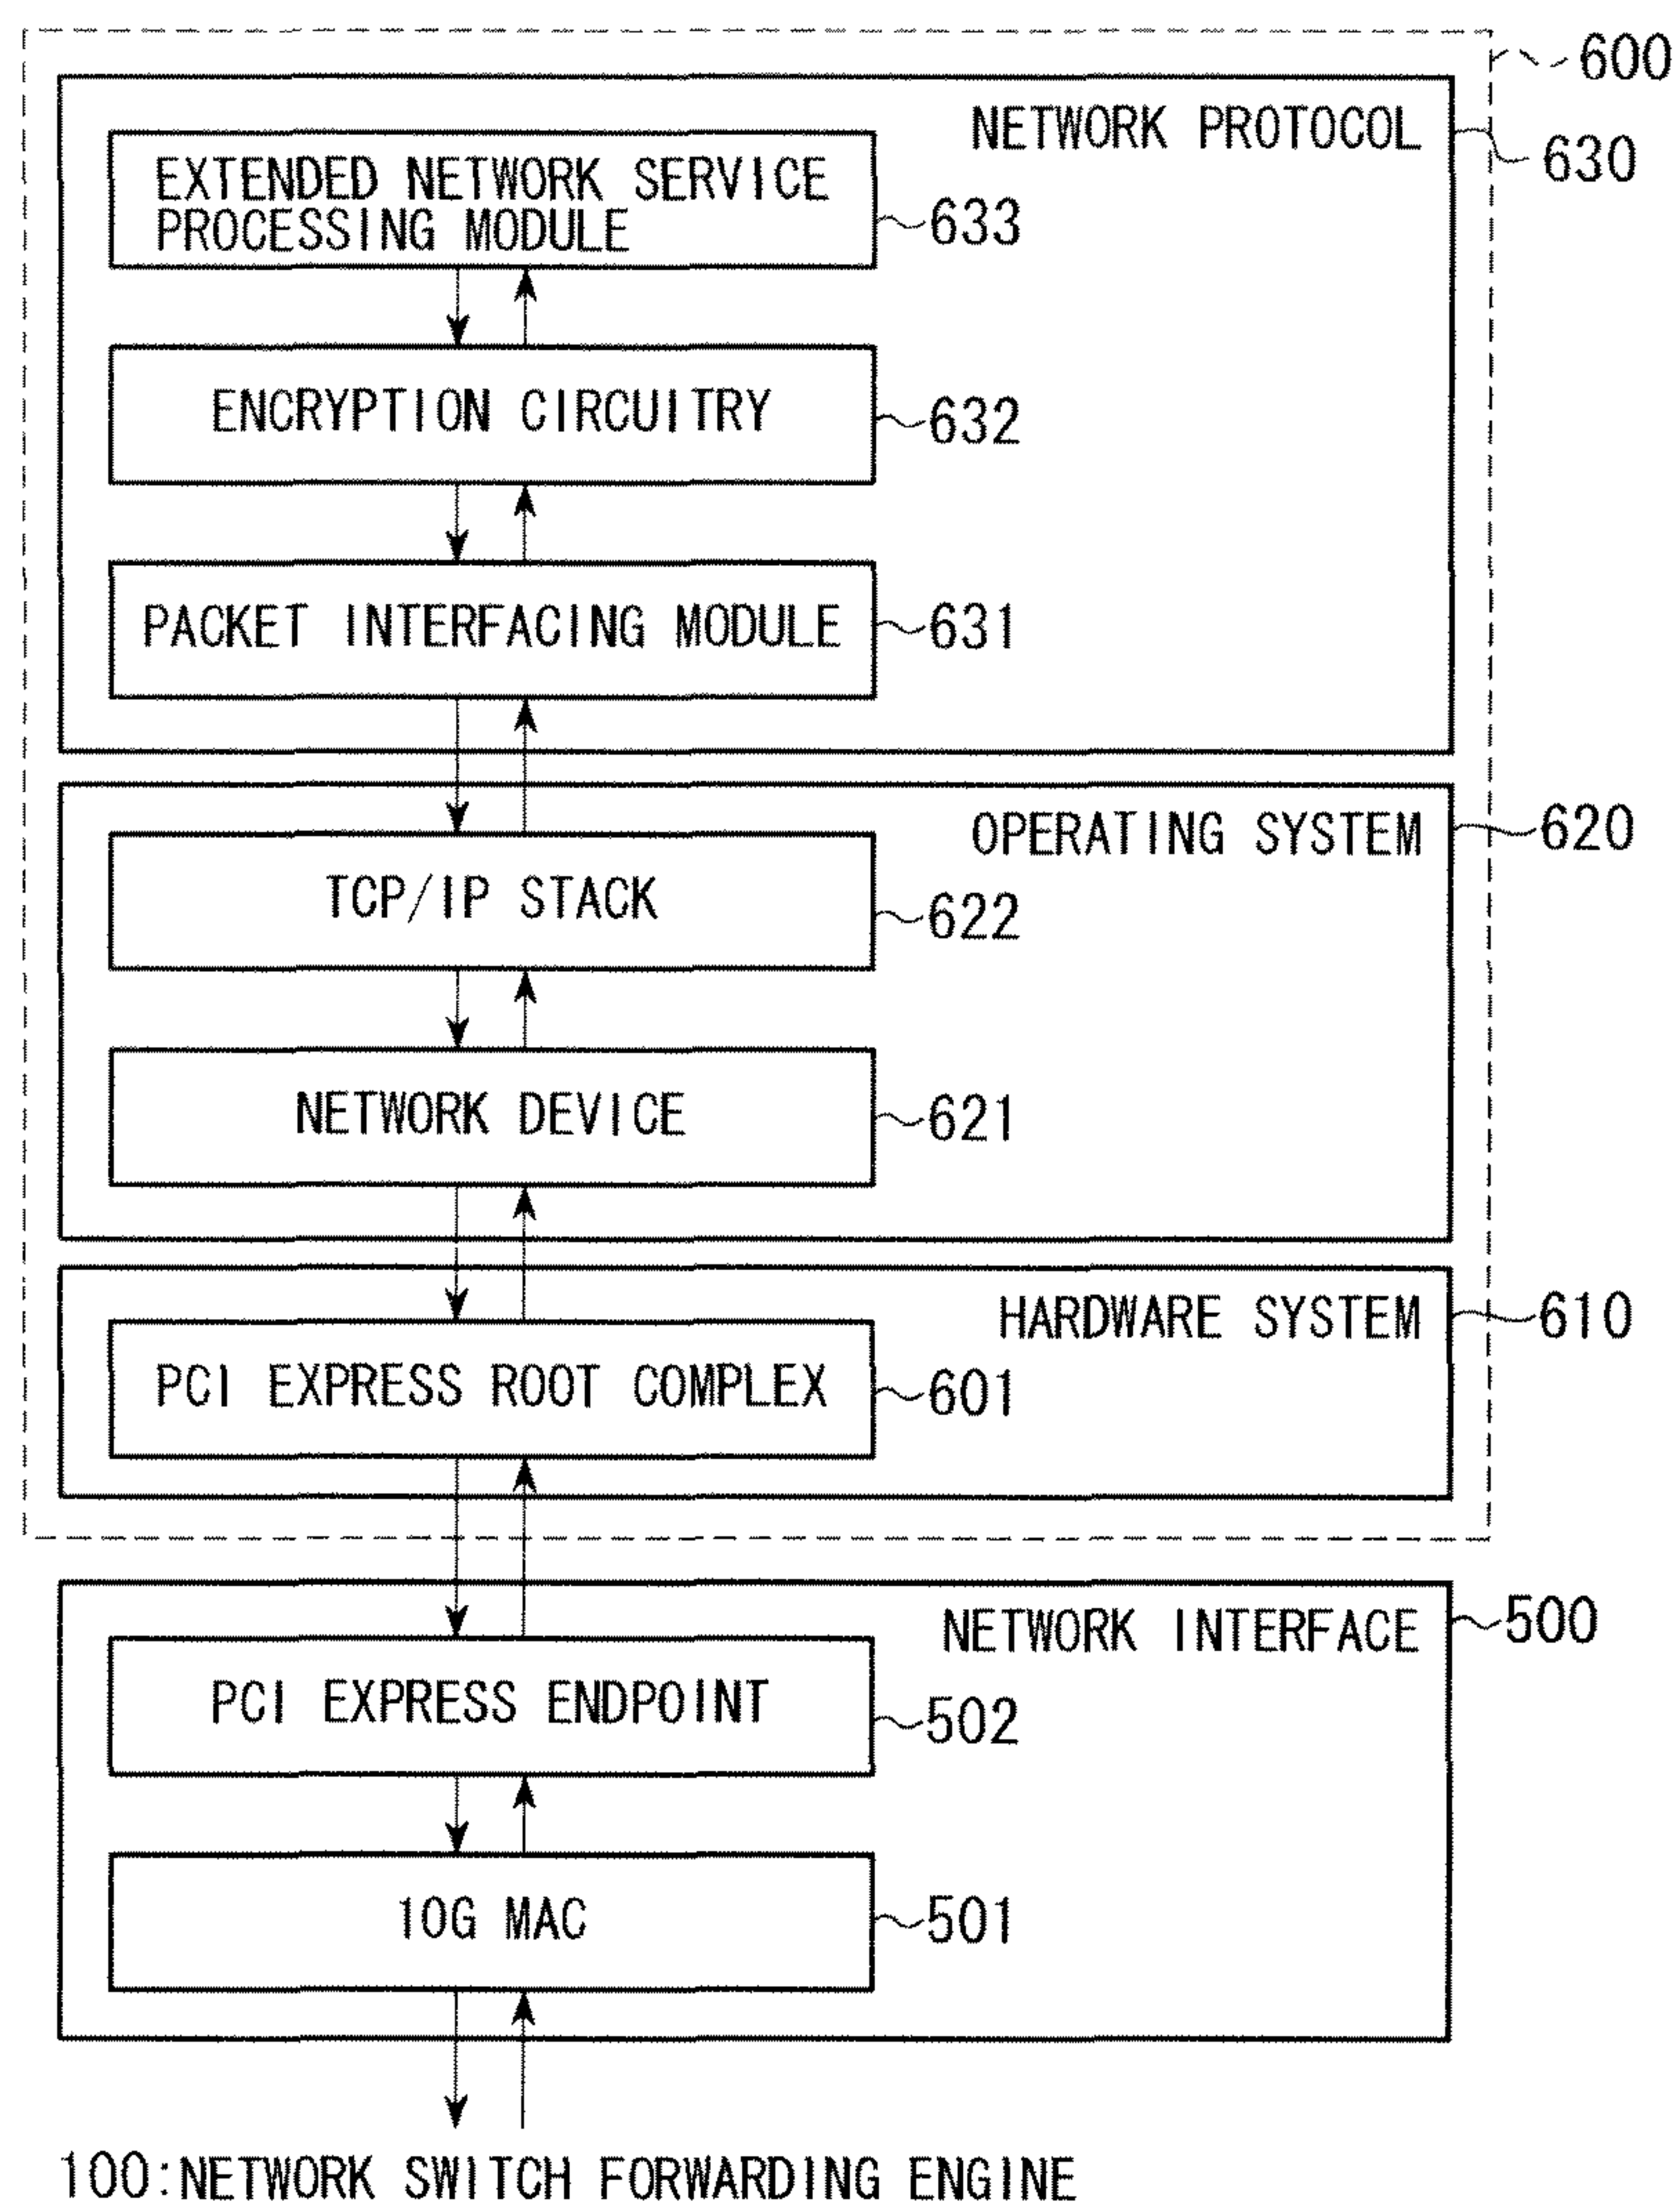 600
NETWORK PROTOCOL
630
EXTENDED NETWORK SERVICE
PROCESSING MODULE
633
ENCRYPTION CIRCUITRY
632
PACKET INTERFACING MODULE
631
OPERATING SYSTEM
620
TCP/IP STACK
622
NETWORK DEVICE
621
HARDWARE SYSTEM
610
PCI EXPRESS ROOT COMPLEX
601
NETWORK INTERFACE
500
PCI EXPRESS ENDPOINT
502
10G MAC
501
100:NETWORK SWITCH FORWARDING ENGINE